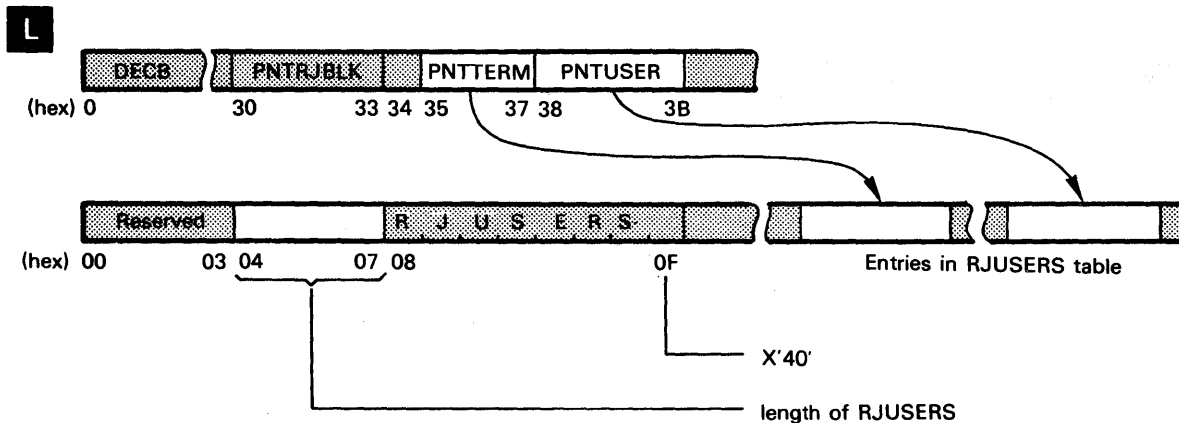 L
DECB PNTRJBLK PNTTERM PNTUSER
(hex) 0 30 33 34 35 37 38 3B
Reserved R J U S E R S
(hex) 00 03 04 07 08 0F Entries in RJUSERS table
X'40'
length of RJUSERS